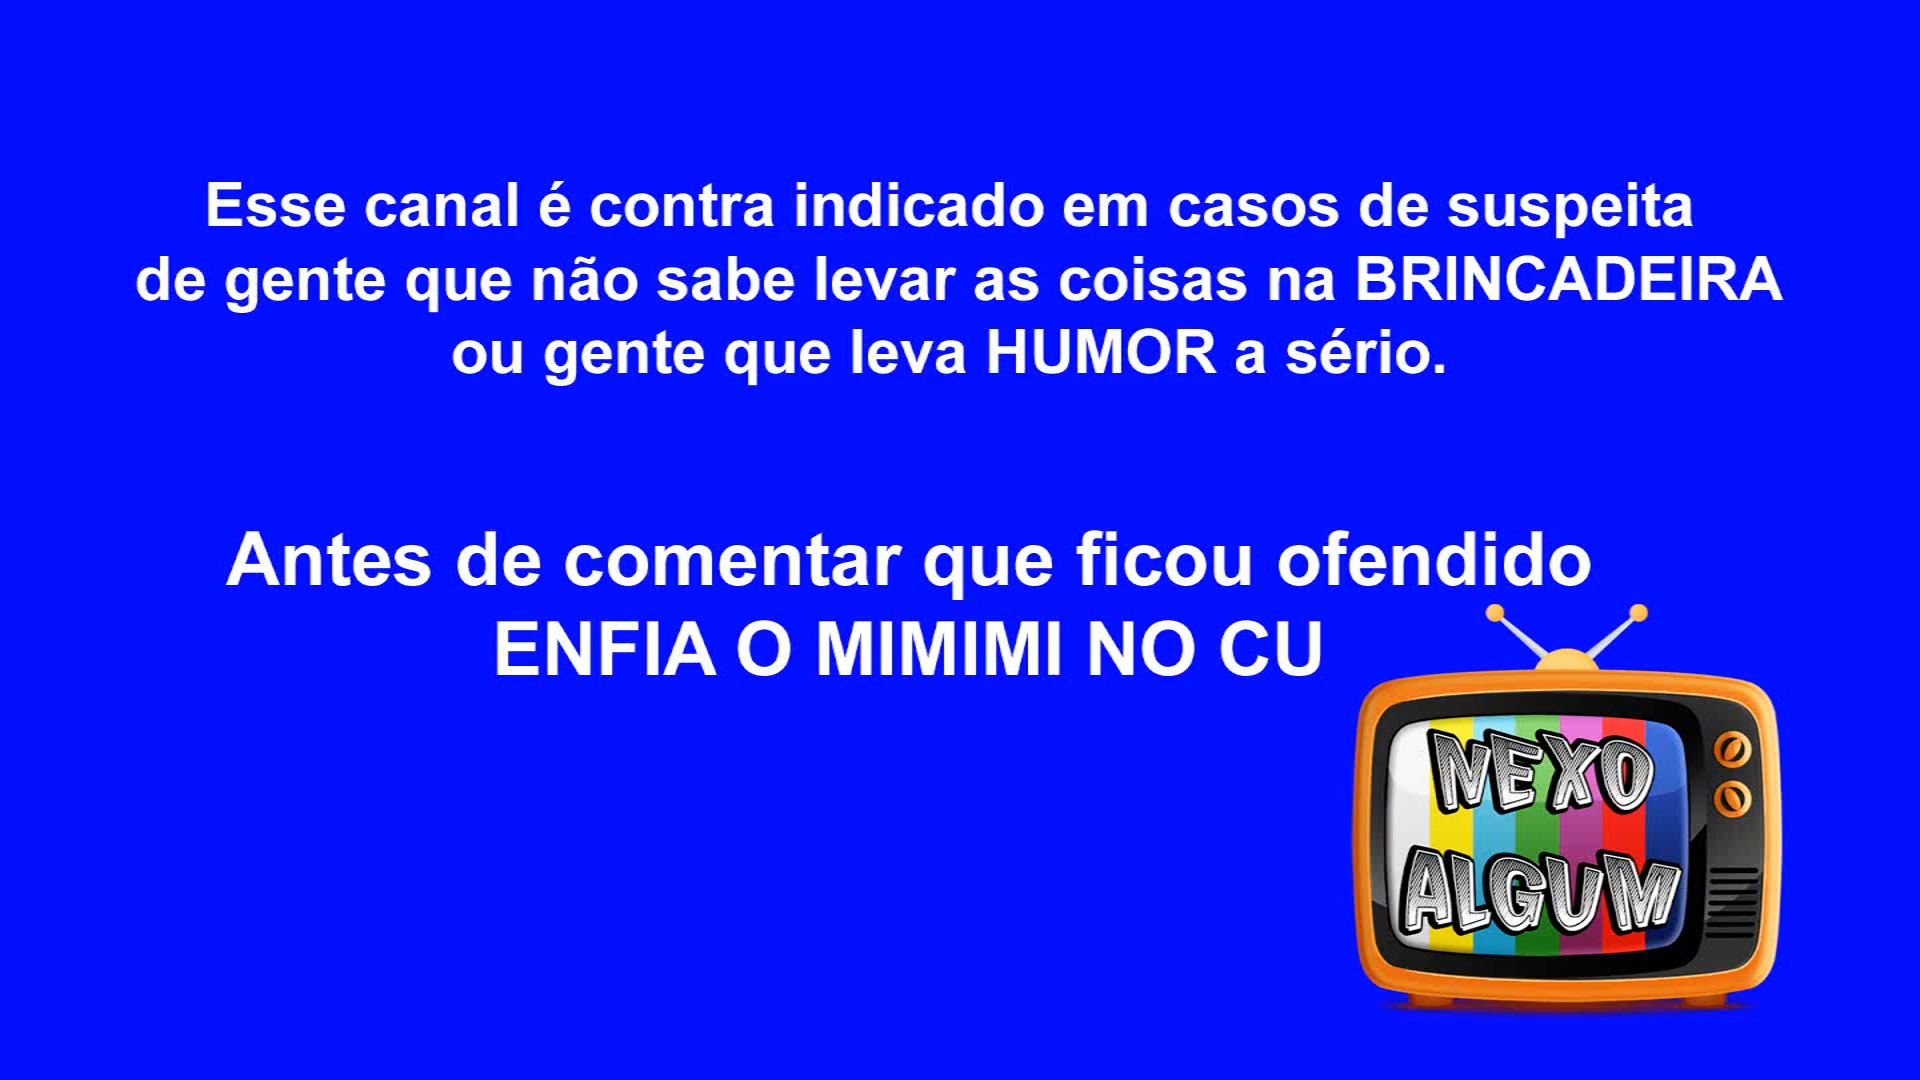 Esse canal é contra indicado em casos de suspeita
de gente que não sabe levar as coisas na BRINCADEIRA
ou gente que leva HUMOR a sério.
Antes de comentar que ficou ofendido
ENFIA O MIMIMI NO CU
NEXO
ALGUM